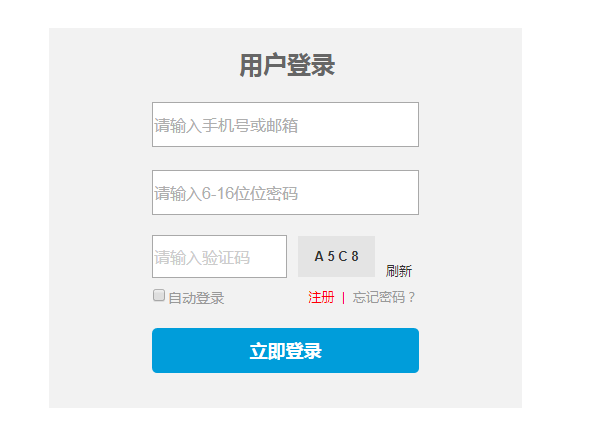 用户登录
请输入手机号或邮箱
请输入6-16位位密码
请输入验证码 A 5 C 8 刷新
自动登录 注册 | 忘记密码？
立即登录